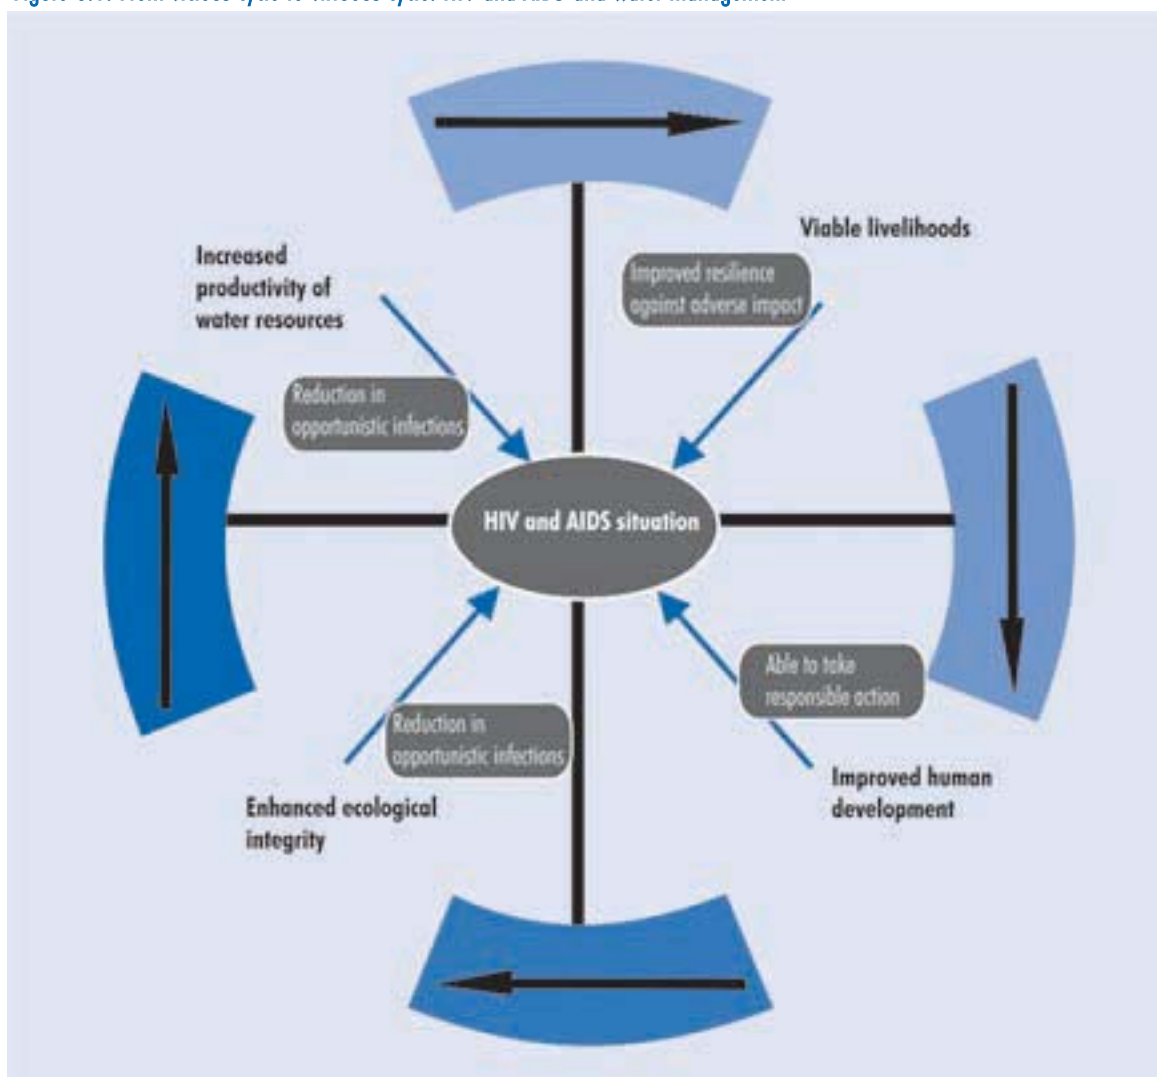 Viable livelihoods
Increased
productivity of
water resources
Improved resilience
against adverse impact
Reduction in
opportunistic infections
HIV and AIDS situation
Able to take
responsible action
Reduction in
opportunistic infections
Improved human
development
Enhanced ecological
integrity